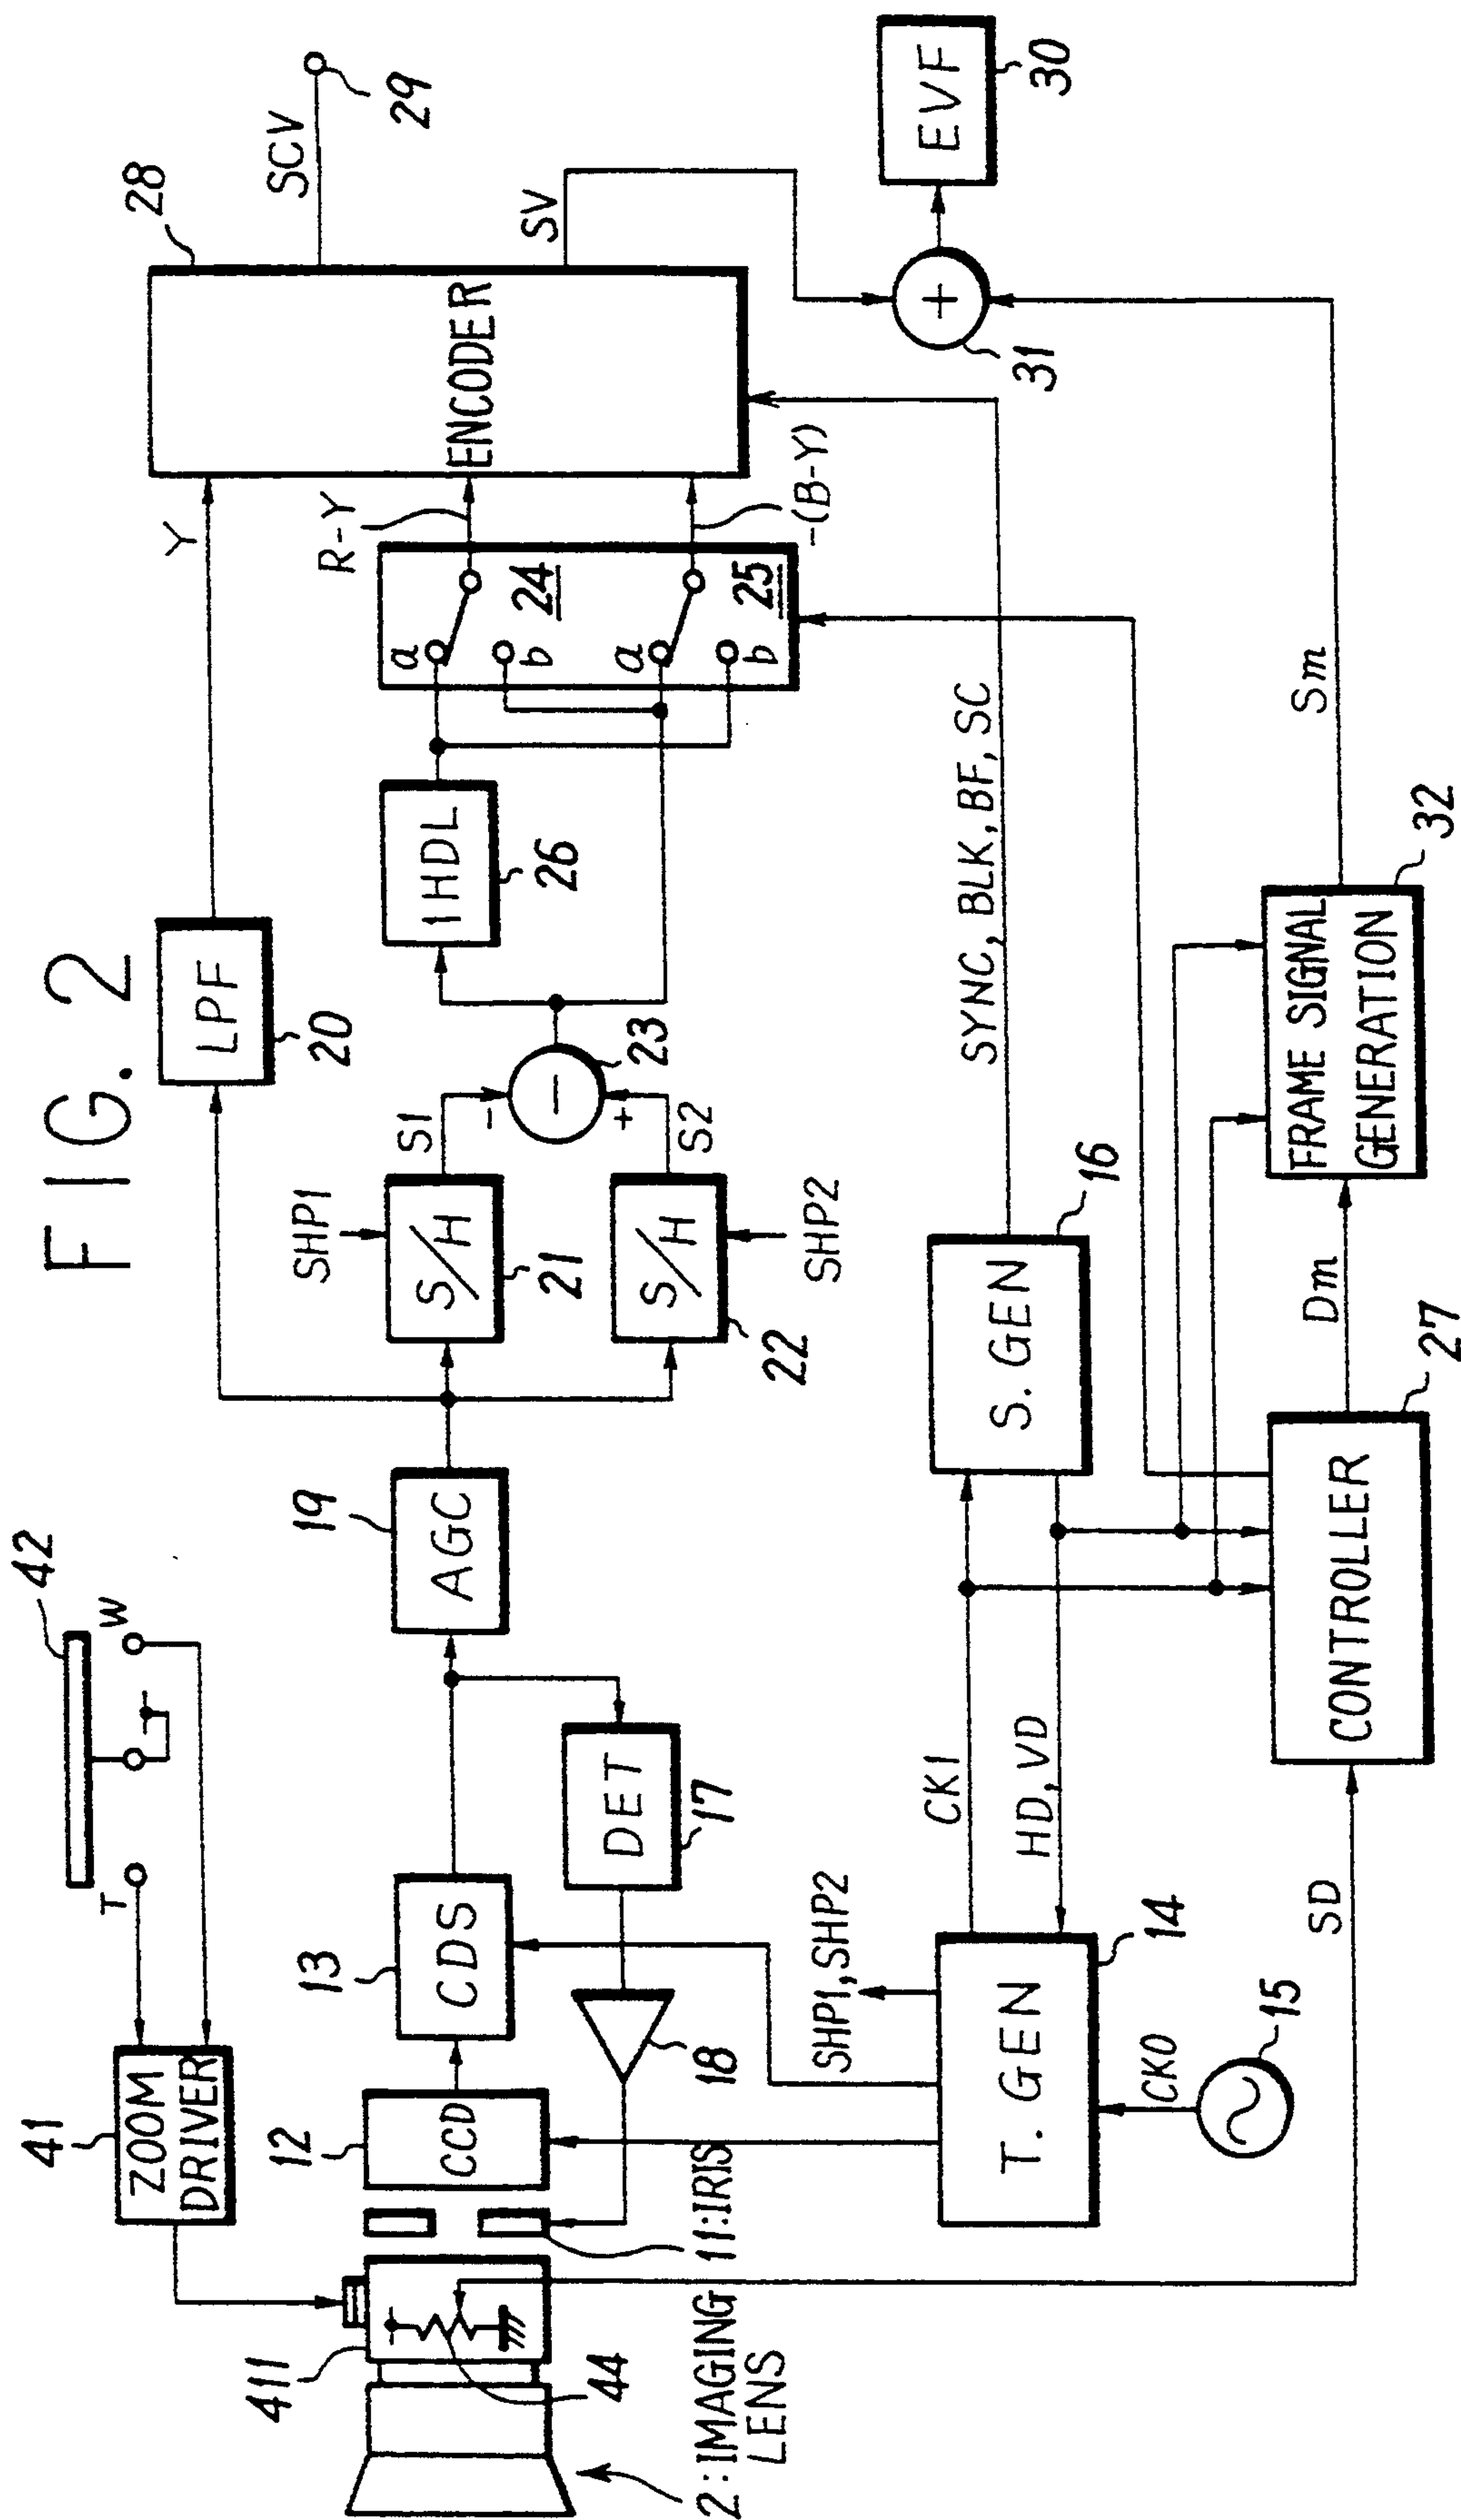 FIG. 2
41
ZOOM
DRIVER
T
42
W
LPF
20
Y
28
SCV
29
411
44
2:IMAGING
LENS
12
CCD
11:IRIS
13
CDS
DET
17
18
19
AGC
SHP1
S/H
21
S1
S/H
22
SHP2
S2
-
-
+
23
1HDL
26
R-Y
a
b
24
a
b
25
-(B-Y)
ENCODER
SV
+
31
EVF
30
SHP1,SHP2
T. GEN
14
CK0
15
CK1
HD,VD
S. GEN
16
SYNC, BLK, BF, SC
SD
CONTROLLER
27
Dm
FRAME SIGNAL
GENERATION
32
Sm